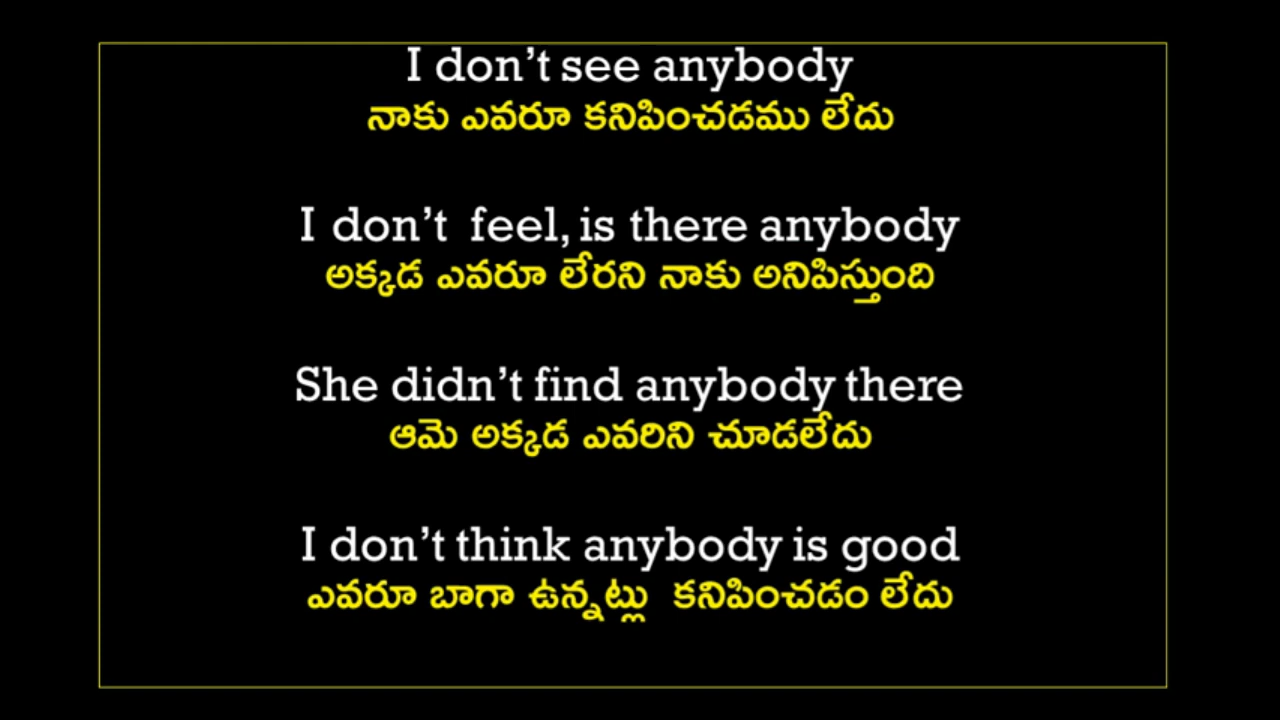 I don’t see anybody
నాకు ఎవరూ కనిపించడము లేదు
I don’t feel, is there anybody
అక్కడ ఎవరూ లేరని నాకు అనిపిస్తుంది
She didn’t find anybody there
ఆమె అక్కడ ఎవరిని చూడలేదు
I don’t think anybody is good
ఎవరూ బాగా ఉన్నట్లు కనిపించడం లేదు